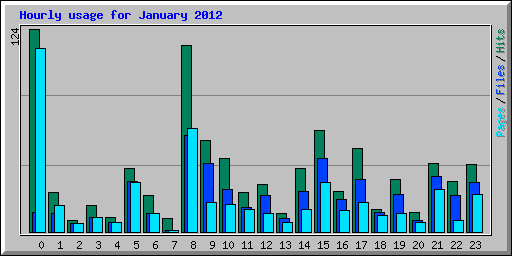 Hourly usage for January 2012
124
Pages/Files/Hits
0 1 2 3 4 5 6 7 8 9 10 11 12 13 14 15 16 17 18 19 20 21 22 23